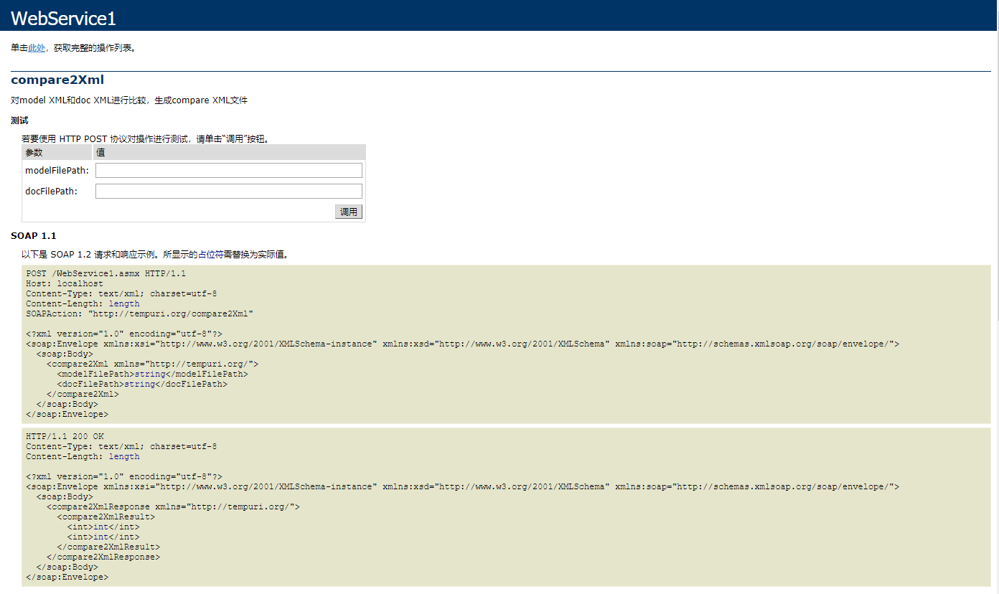 WebService1
单击此处，获取完整的操作列表。
compare2Xml
对model XML和doc XML进行比较，生成compare XML文件
测试
若要使用 HTTP POST 协议对操作进行测试，请单击“调用”按钮。
参数 值
modelFilePath:
docFilePath:
调用
SOAP 1.1
以下是 SOAP 1.2 请求和响应示例。所显示的占位符需替换为实际值。
POST /WebService1.asmx HTTP/1.1
Host: localhost
Content-Type: text/xml; charset=utf-8
Content-Length: length
SOAPAction: "http://tempuri.org/compare2Xml"
<?xml version="1.0" encoding="utf-8"?>
<soap:Envelope xmlns:xsi="http://www.w3.org/2001/XMLSchema-instance" xmlns:xsd="http://www.w3.org/2001/XMLSchema" xmlns:soap="http://schemas.xmlsoap.org/soap/envelope/">
<soap:Body>
<compare2Xml xmlns="http://tempuri.org/">
<modelFilePath>string</modelFilePath>
<docFilePath>string</docFilePath>
</compare2Xml>
</soap:Body>
</soap:Envelope>
HTTP/1.1 200 OK
Content-Type: text/xml; charset=utf-8
Content-Length: length
<?xml version="1.0" encoding="utf-8"?>
<soap:Envelope xmlns:xsi="http://www.w3.org/2001/XMLSchema-instance" xmlns:xsd="http://www.w3.org/2001/XMLSchema" xmlns:soap="http://schemas.xmlsoap.org/soap/envelope/">
<soap:Body>
<compare2XmlResponse xmlns="http://tempuri.org/">
<compare2XmlResult>
<int>int</int>
<int>int</int>
</compare2XmlResult>
</compare2XmlResponse>
</soap:Body>
</soap:Envelope>